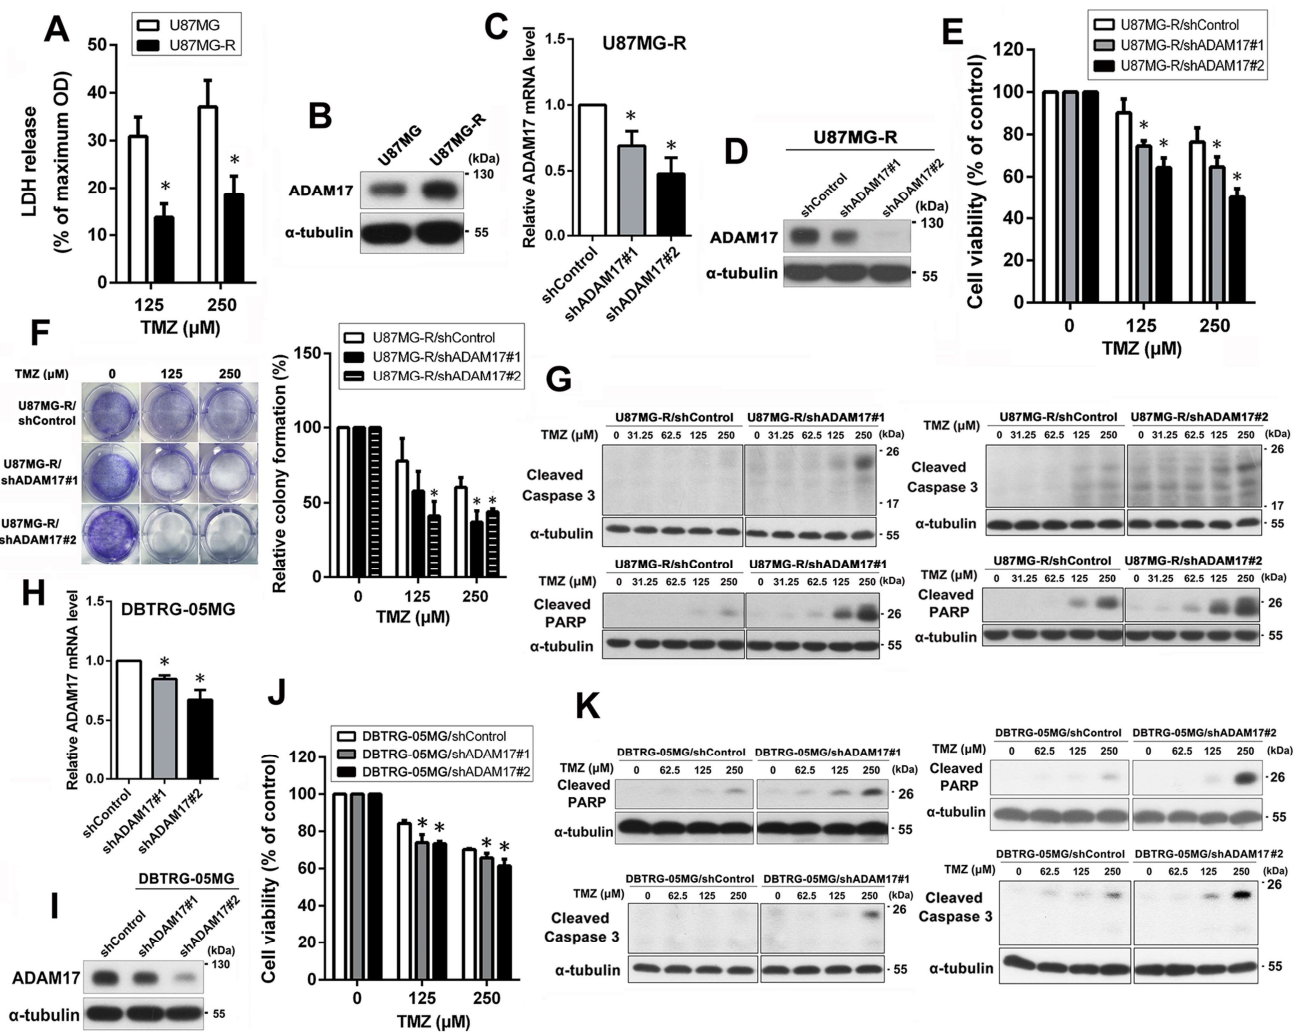 A
U87MG
U87MG-R
LDH release
(% of maximum OD)
50
40
30
20
10
0
*
*
125 250
TMZ (µM)
B
U87MG
U87MG-R
(kDa)
ADAM17
130
α-tubulin
55
C
U87MG-R
Relative ADAM17 mRNA level
1.5
1.0
0.5
0.0
*
*
shControl
shADAM17#1
shADAM17#2
D
U87MG-R
shControl
shADAM17#1
shADAM17#2
(kDa)
ADAM17
130
α-tubulin
55
E
U87MG-R/shControl
U87MG-R/shADAM17#1
U87MG-R/shADAM17#2
Cell viability (% of control)
120
100
80
60
40
20
0
* *
* *
0 125 250
TMZ (µM)
F
TMZ (µM) 0 125 250
U87MG-R/
shControl
U87MG-R/
shADAM17#1
U87MG-R/
shADAM17#2
U87MG-R/shControl
U87MG-R/shADAM17#1
U87MG-R/shADAM17#2
Relative colony formation (%)
150
100
50
0
*
* *
0 125 250
TMZ (µM)
G
U87MG-R/shControl U87MG-R/shADAM17#1
TMZ (µM) 0 31.25 62.5 125 250 0 31.25 62.5 125 250 (kDa)
Cleaved
Caspase 3
26
17
α-tubulin
55
U87MG-R/shControl U87MG-R/shADAM17#2
TMZ (µM) 0 31.25 62.5 125 250 0 31.25 62.5 125 250 (kDa)
Cleaved
Caspase 3
26
17
α-tubulin
55
U87MG-R/shControl U87MG-R/shADAM17#1
TMZ (µM) 0 31.25 62.5 125 250 0 31.25 62.5 125 250 (kDa)
Cleaved
PARP
26
α-tubulin
55
U87MG-R/shControl U87MG-R/shADAM17#2
TMZ (µM) 0 31.25 62.5 125 250 0 31.25 62.5 125 250 (kDa)
Cleaved
PARP
26
α-tubulin
55
H
DBTRG-05MG
Relative ADAM17 mRNA level
1.5
1.0
0.5
0.0
*
*
shControl
shADAM17#1
shADAM17#2
I
DBTRG-05MG
shControl
shADAM17#1
shADAM17#2
(kDa)
ADAM17
130
α-tubulin
55
J
DBTRG-05MG/shControl
DBTRG-05MG/shADAM17#1
DBTRG-05MG/shADAM17#2
Cell viability (% of control)
120
100
80
60
40
20
0
* *
* *
0 125 250
TMZ (µM)
K
DBTRG-05MG/shControl DBTRG-05MG/shADAM17#1
TMZ (µM) 0 62.5 125 250 0 62.5 125 250 (kDa)
Cleaved
PARP
26
α-tubulin
55
DBTRG-05MG/shControl DBTRG-05MG/shADAM17#2
TMZ (µM) 0 62.5 125 250 0 62.5 125 250 (kDa)
Cleaved
PARP
26
α-tubulin
55
DBTRG-05MG/shControl DBTRG-05MG/shADAM17#1
TMZ (µM) 0 62.5 125 250 0 62.5 125 250 (kDa)
Cleaved
Caspase 3
26
α-tubulin
55
DBTRG-05MG/shControl DBTRG-05MG/shADAM17#2
TMZ (µM) 0 62.5 125 250 0 62.5 125 250 (kDa)
Cleaved
Caspase 3
26
α-tubulin
55